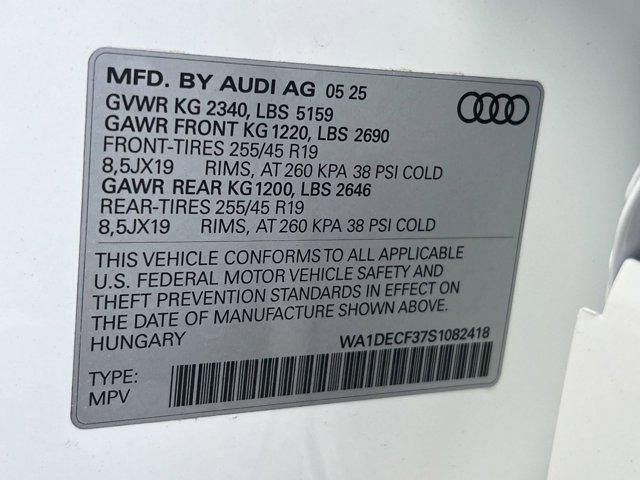 MFD. BY AUDI AG 05 25
GVWR KG 2340, LBS 5159
GAWR FRONT KG 1220, LBS 2690
FRONT-TIRES 255/45 R19
8,5JX19 RIMS, AT 260 KPA 38 PSI COLD
GAWR REAR KG 1200, LBS 2646
REAR-TIRES 255/45 R19
8,5JX19 RIMS, AT 260 KPA 38 PSI COLD
THIS VEHICLE CONFORMS TO ALL APPLICABLE
U.S. FEDERAL MOTOR VEHICLE SAFETY AND
THEFT PREVENTION STANDARDS IN EFFECT ON
THE DATE OF MANUFACTURE SHOWN ABOVE.
HUNGARY WA1DECF37S1082418
TYPE:
MPV